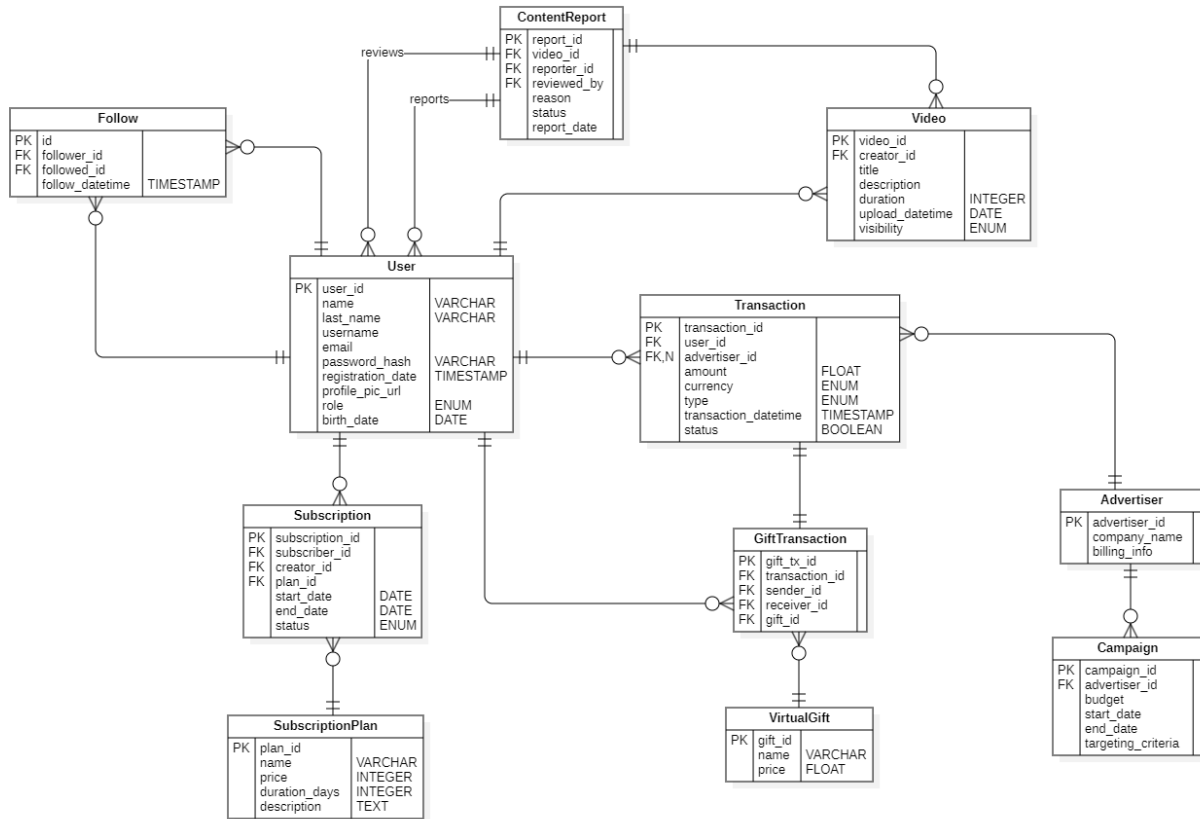 ContentReport
PK report_id
FK video_id
FK reporter_id
FK reviewed_by
reason
status
report_date
reviews
reports
Follow
PK id
FK follower_id
FK followed_id
follow_datetime TIMESTAMP
Video
PK video_id
FK creator_id
title
description
duration INTEGER
upload_datetime DATE
visibility ENUM
User
PK user_id
name VARCHAR
last_name VARCHAR
username
email
password_hash VARCHAR
registration_date TIMESTAMP
profile_pic_url
role ENUM
birth_date DATE
Transaction
PK transaction_id
FK user_id
FK,N advertiser_id
amount FLOAT
currency ENUM
type ENUM
transaction_datetime TIMESTAMP
status BOOLEAN
Advertiser
PK advertiser_id
company_name
billing_info
Subscription
PK subscription_id
FK subscriber_id
FK creator_id
FK plan_id
start_date DATE
end_date DATE
status ENUM
GiftTransaction
PK gift_tx_id
FK transaction_id
FK sender_id
FK receiver_id
FK gift_id
Campaign
PK campaign_id
FK advertiser_id
budget
start_date
end_date
targeting_criteria
SubscriptionPlan
PK plan_id
name VARCHAR
price INTEGER
duration_days INTEGER
description TEXT
VirtualGift
PK gift_id
name VARCHAR
price FLOAT